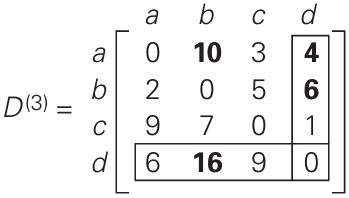 a b c d
a 0 10 3 4
b 2 0 5 6
D(3) =
c 9 7 0 1
d 6 16 9 0